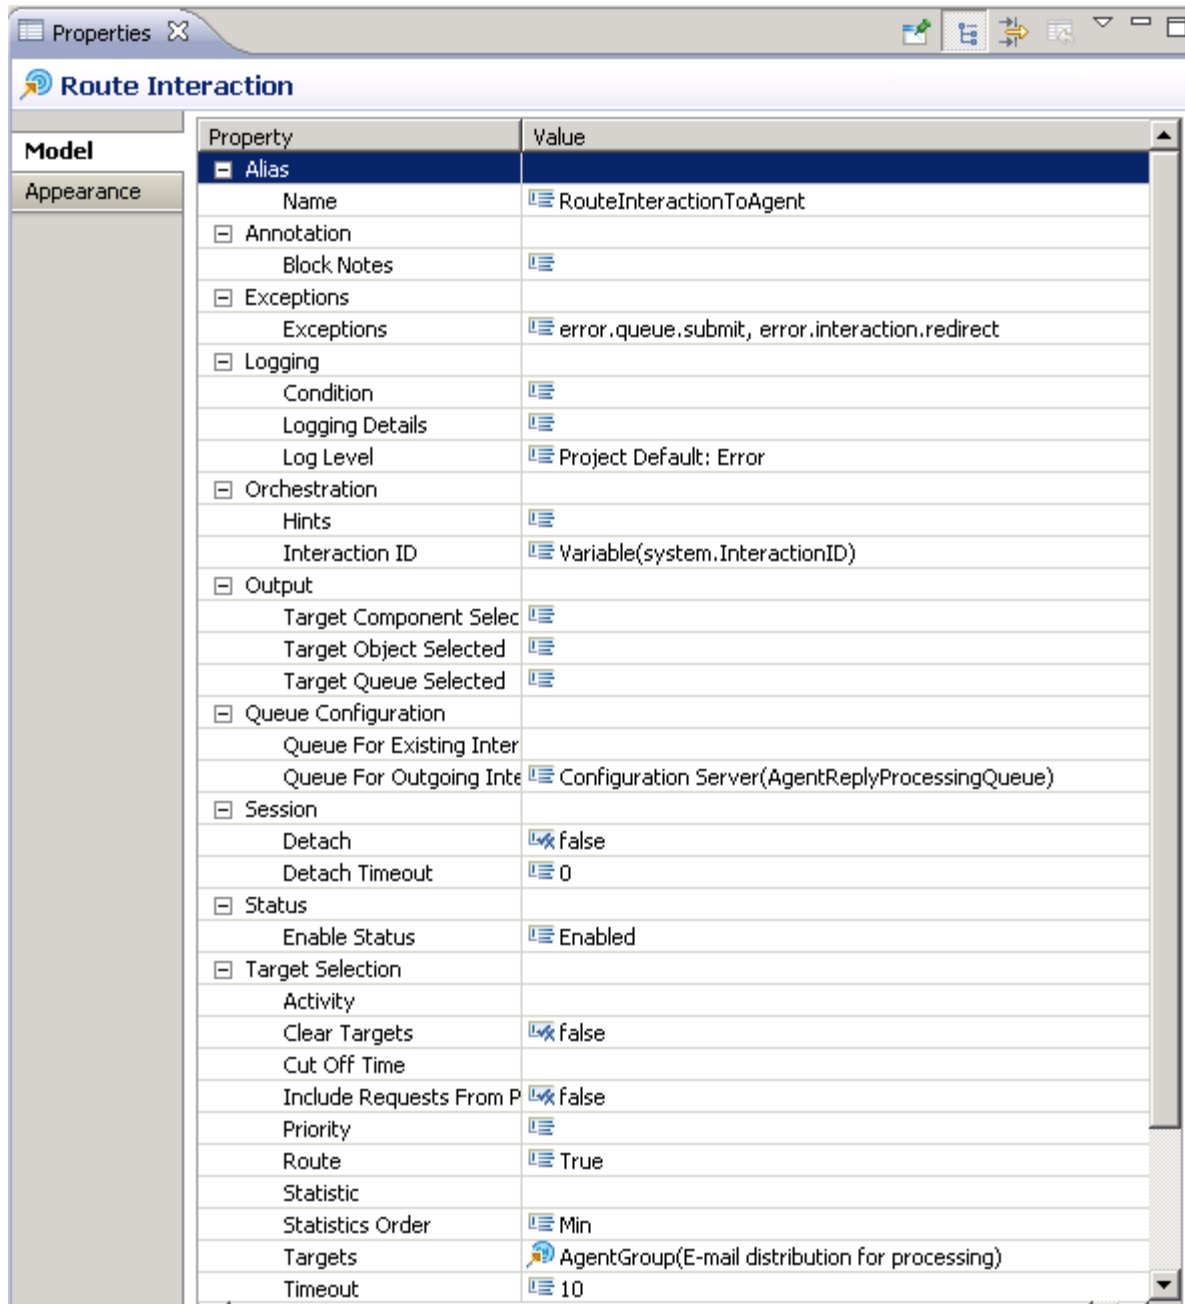 Properties
Route Interaction
Model
Appearance
Property Value
Alias
Name RouteInteractionToAgent
Annotation
Block Notes
Exceptions
Exceptions error.queue.submit, error.interaction.redirect
Logging
Condition
Logging Details
Log Level Project Default: Error
Orchestration
Hints
Interaction ID Variable(system.InteractionID)
Output
Target Component Selec
Target Object Selected
Target Queue Selected
Queue Configuration
Queue For Existing Inter
Queue For Outgoing Inte Configuration Server(AgentReplyProcessingQueue)
Session
Detach false
Detach Timeout 0
Status
Enable Status Enabled
Target Selection
Activity
Clear Targets false
Cut Off Time
Include Requests From P false
Priority
Route True
Statistic
Statistics Order Min
Targets AgentGroup(E-mail distribution for processing)
Timeout 10